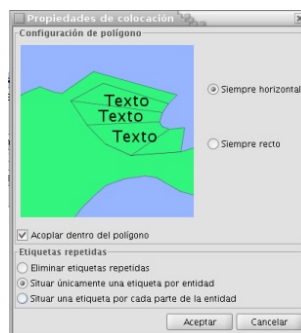 Propiedades de colocación
Configuración de polígono
Texto
Texto
Texto
Siempre horizontal
Siempre recto
Acoplar dentro del polígono
Etiquetas repetidas
Eliminar etiquetas repetidas
Situar únicamente una etiqueta por entidad
Situar una etiqueta por cada parte de la entidad
Aceptar Cancelar